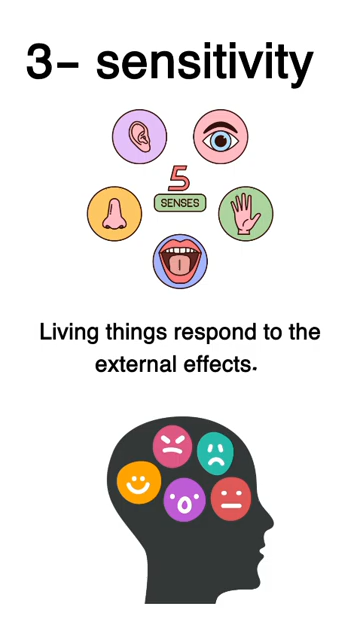 3- sensitivity
5
SENSES
Living things respond to the
external effects.